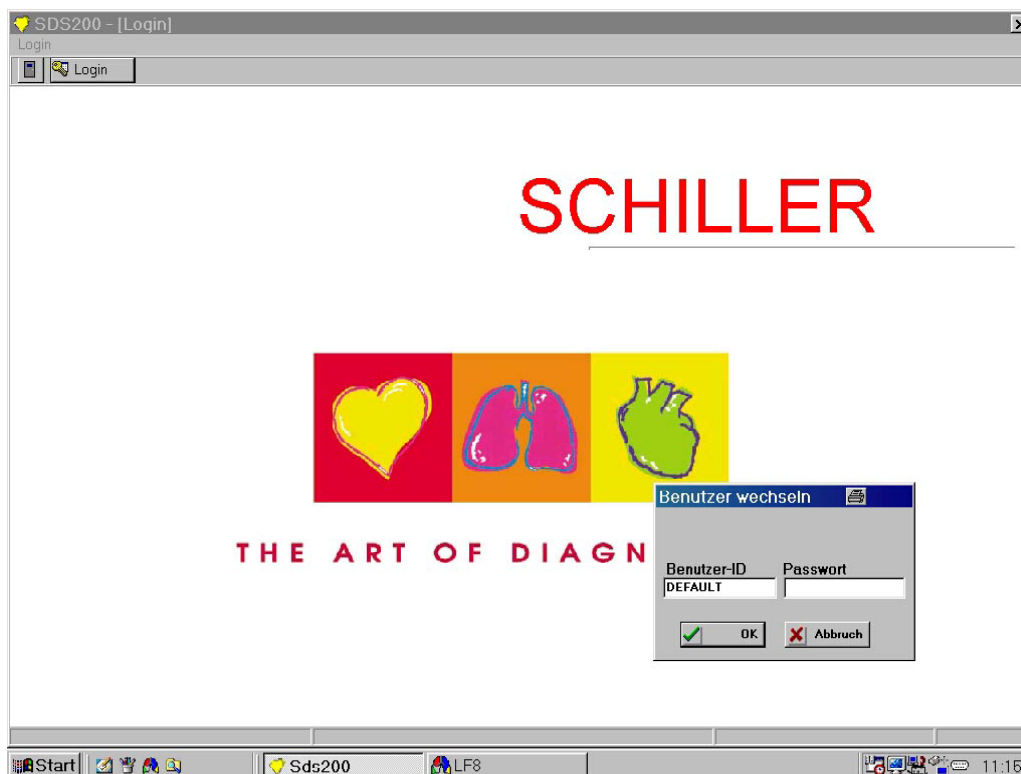 SDS200 - [Login]
Login
Login
SCHILLER
THE ART OF DIAGN
Benutzer wechseln
Benutzer-ID Passwort
DEFAULT
OK Abbruch
Start Sds200 LF8 11:15